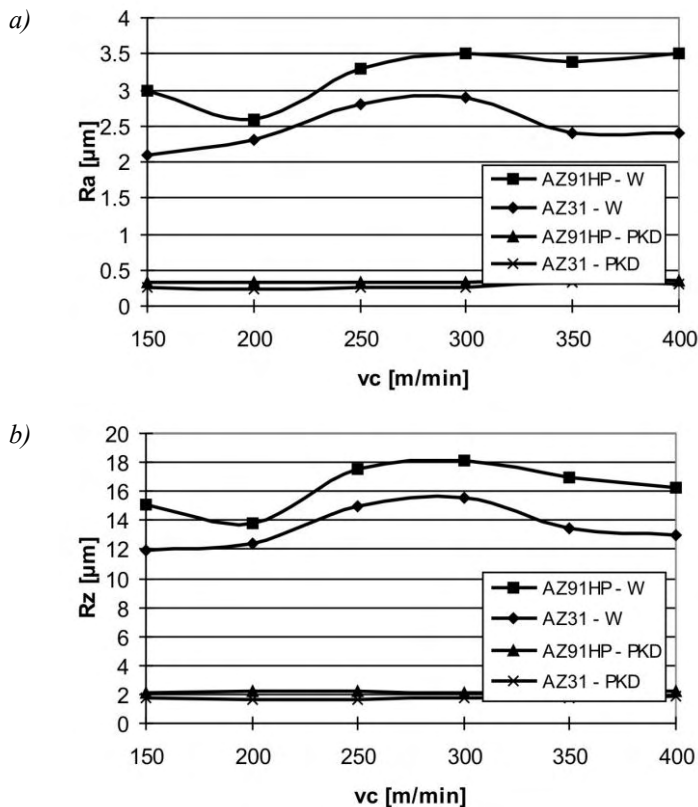 a)
4
3.5
3
2.5
2
1.5
1
0.5
0
Ra [µm]
AZ91HP - W
AZ31 - W
AZ91HP - PKD
AZ31 - PKD
150 200 250 300 350 400
vc [m/min]
b)
20
18
16
14
12
10
8
6
4
2
0
Rz [µm]
AZ91HP - W
AZ31 - W
AZ91HP - PKD
AZ31 - PKD
150 200 250 300 350 400
vc [m/min]